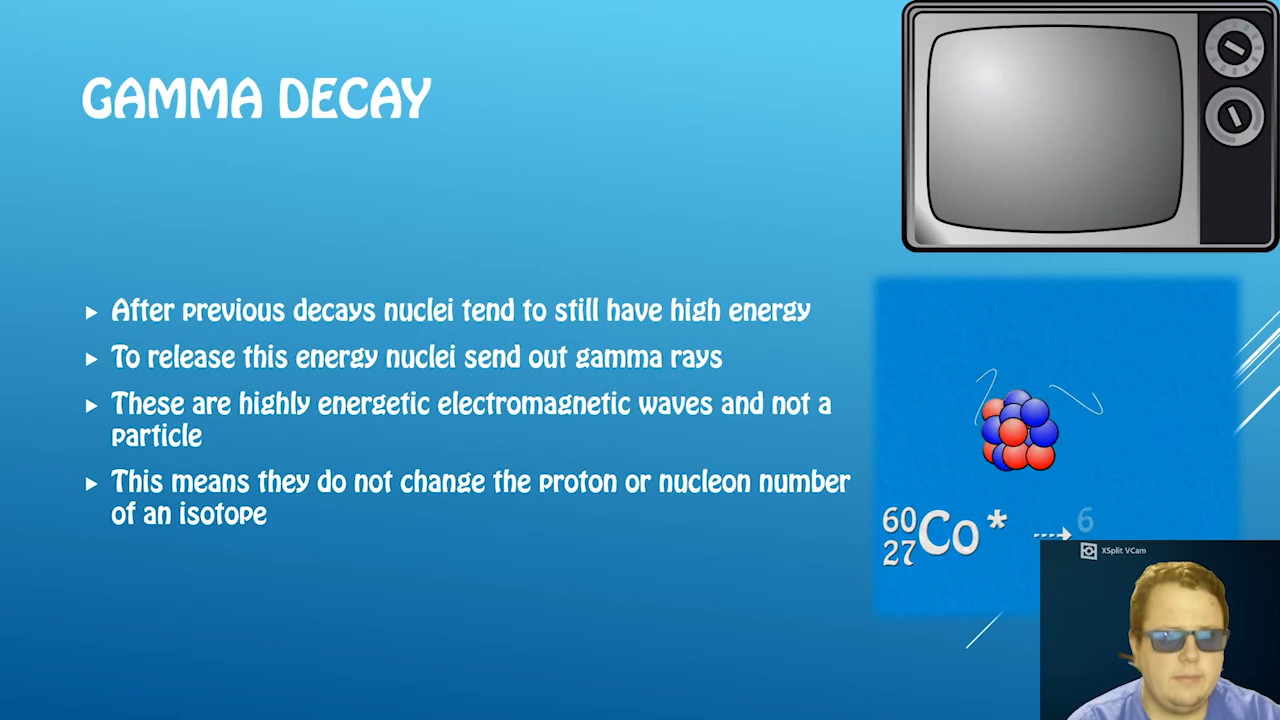 GAMMA DECAY
After previous decays nuclei tend to still have high energy
To release this energy nuclei send out gamma rays
These are highly energetic electromagnetic waves and not a
particle
This means they do not change the proton or nucleon number
of an isotope
60
27 Co* 6
XSplit VCam